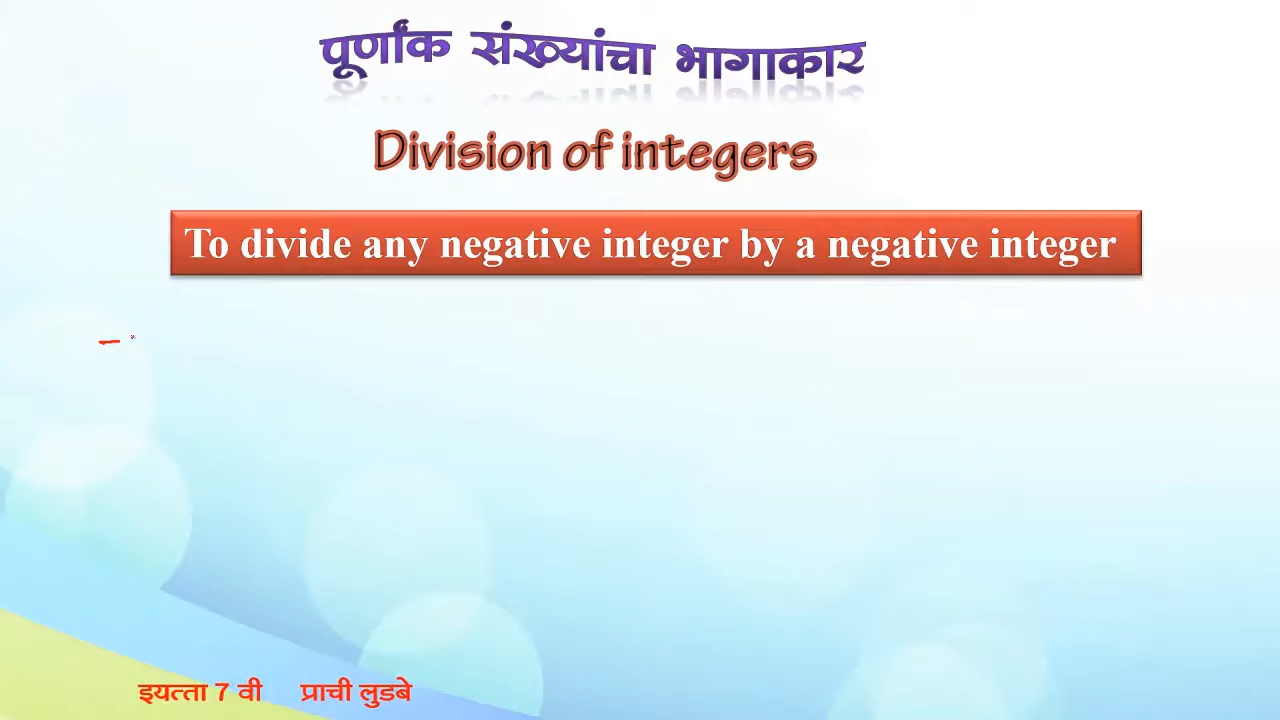 पूर्णांक संख्यांचा भागाकार
Division of integers
To divide any negative integer by a negative integer
इयत्ता 7 वी प्राची लुडबे